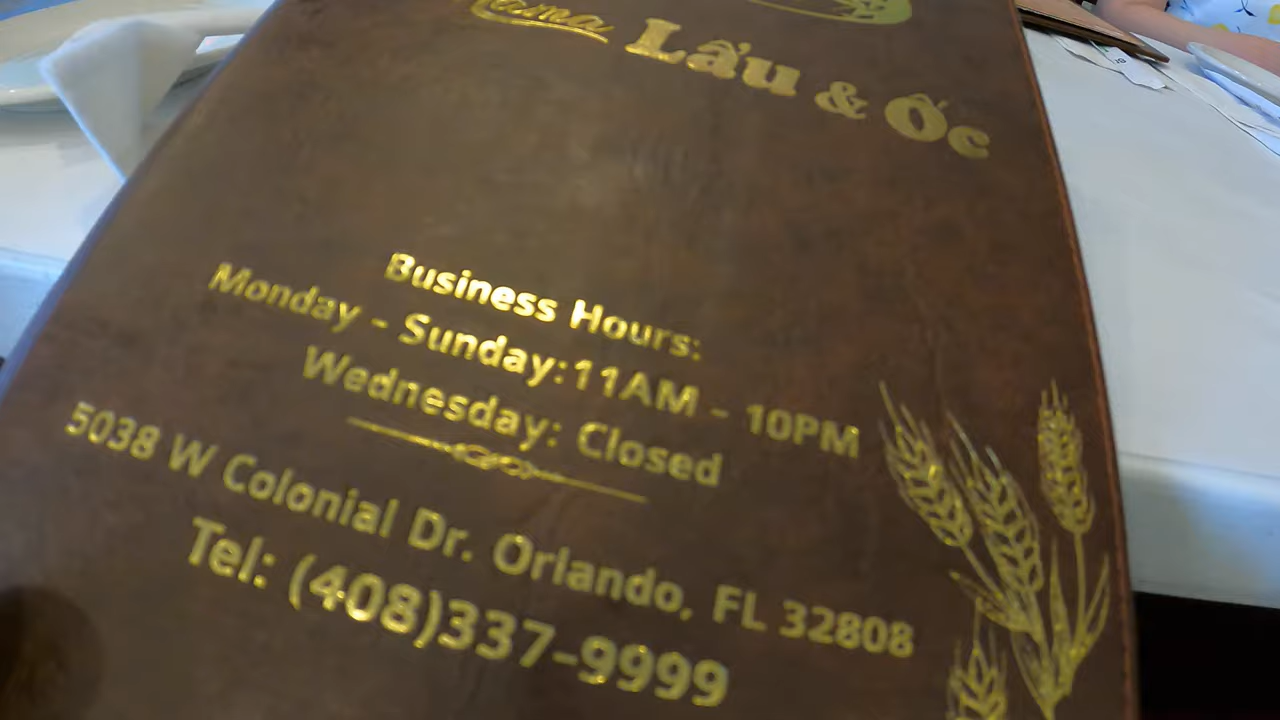 Mama Lẩu & Ốc
Business Hours:
Monday - Sunday:11AM - 10PM
Wednesday: Closed
5038 W Colonial Dr. Orlando, FL 32808
Tel: (408)337-9999